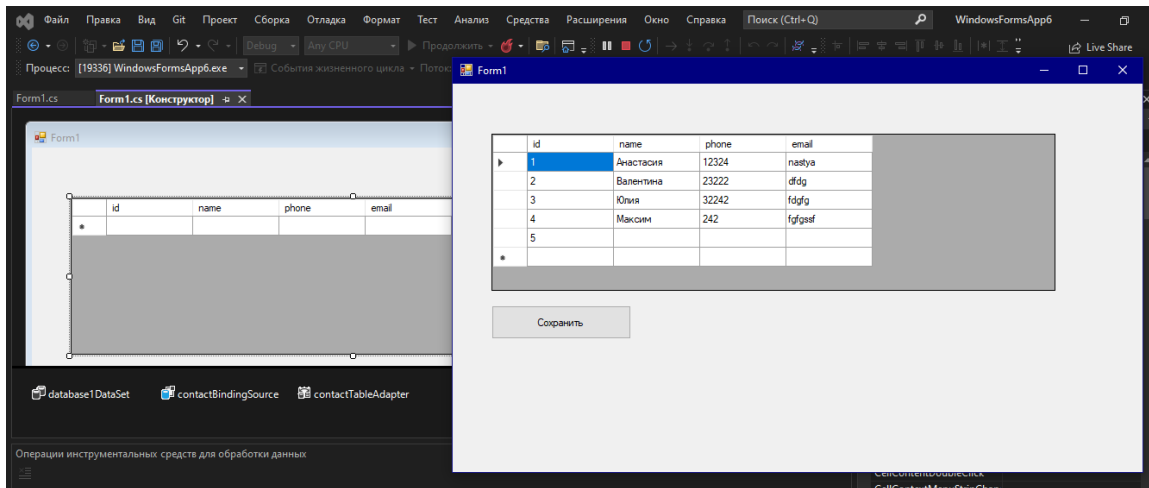 Файл Правка Вид Git Проект Сборка Отладка Формат Тест Анализ Средства Расширения Окно Справка Поиск (Ctrl+Q) WindowsFormsApp6
Debug Any CPU Продолжить Live Share
Процесс: [19336] WindowsFormsApp6.exe События жизненного цикла Поток:
Form1.cs Form1.cs [Конструктор]
Form1
id name phone email
database1DataSet contactBindingSource contactTableAdapter
Операции инструментальных средств для обработки данных
Form1
id name phone email
1 Анастасия 12324 nastya
2 Валентина 23222 dfdg
3 Юлия 32242 fdgfg
4 Максим 242 fgfgssf
5
Сохранить
CellContentDoubleClick